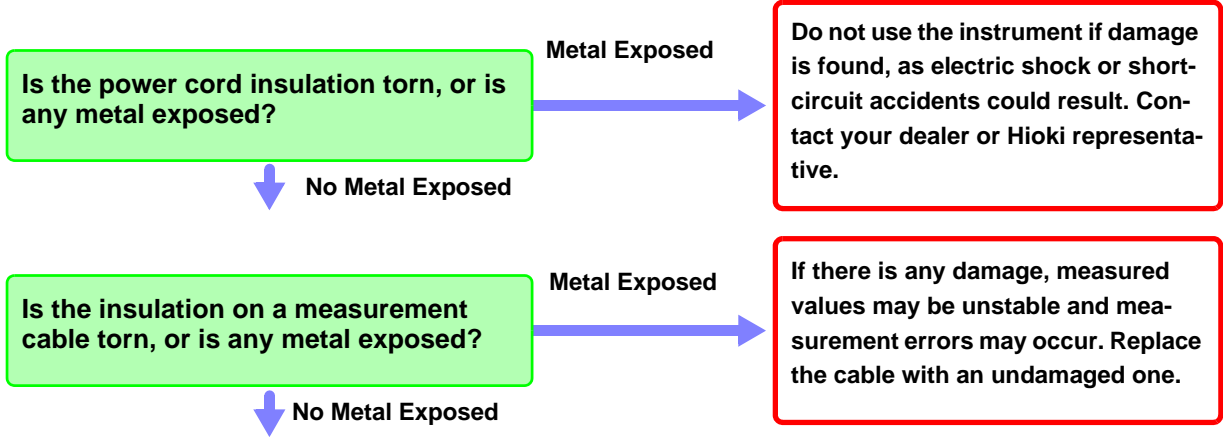 Is the power cord insulation torn, or is
any metal exposed?
Metal Exposed
Do not use the instrument if damage
is found, as electric shock or short-
circuit accidents could result. Con-
tact your dealer or Hioki representa-
tive.
No Metal Exposed
Is the insulation on a measurement
cable torn, or is any metal exposed?
Metal Exposed
If there is any damage, measured
values may be unstable and mea-
surement errors may occur. Replace
the cable with an undamaged one.
No Metal Exposed